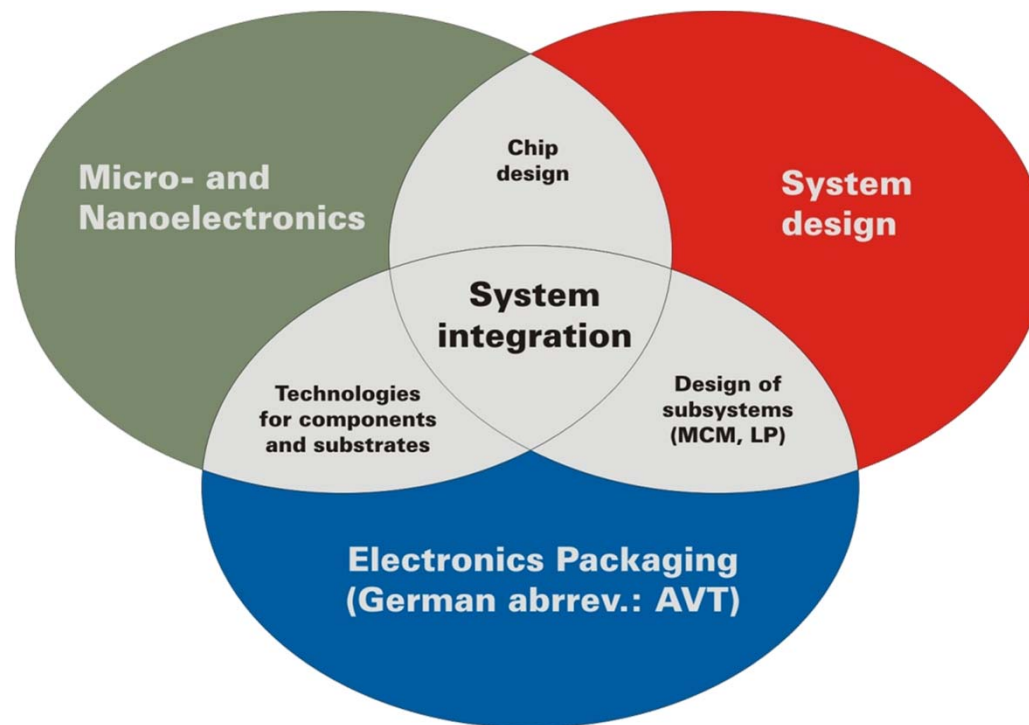 Chip
design
Micro- and
Nanoelectronics
System
design
System
integration
Technologies
for components
and substrates
Design of
subsystems
(MCM, LP)
Electronics Packaging
(German abrrev.: AVT)